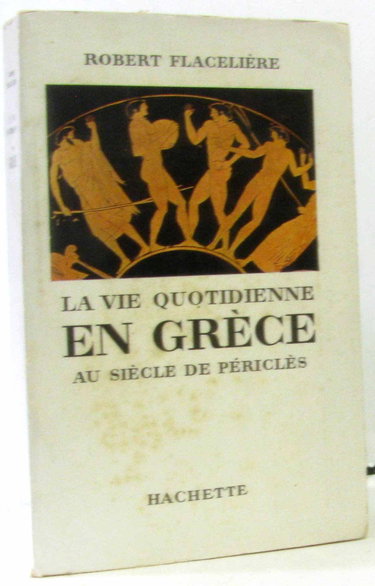 ROBERT FLACELIÈRE
LA VIE QUOTIDIENNE
EN GRÈCE
AU SIÈCLE DE PÉRICLÈS
HACHETTE